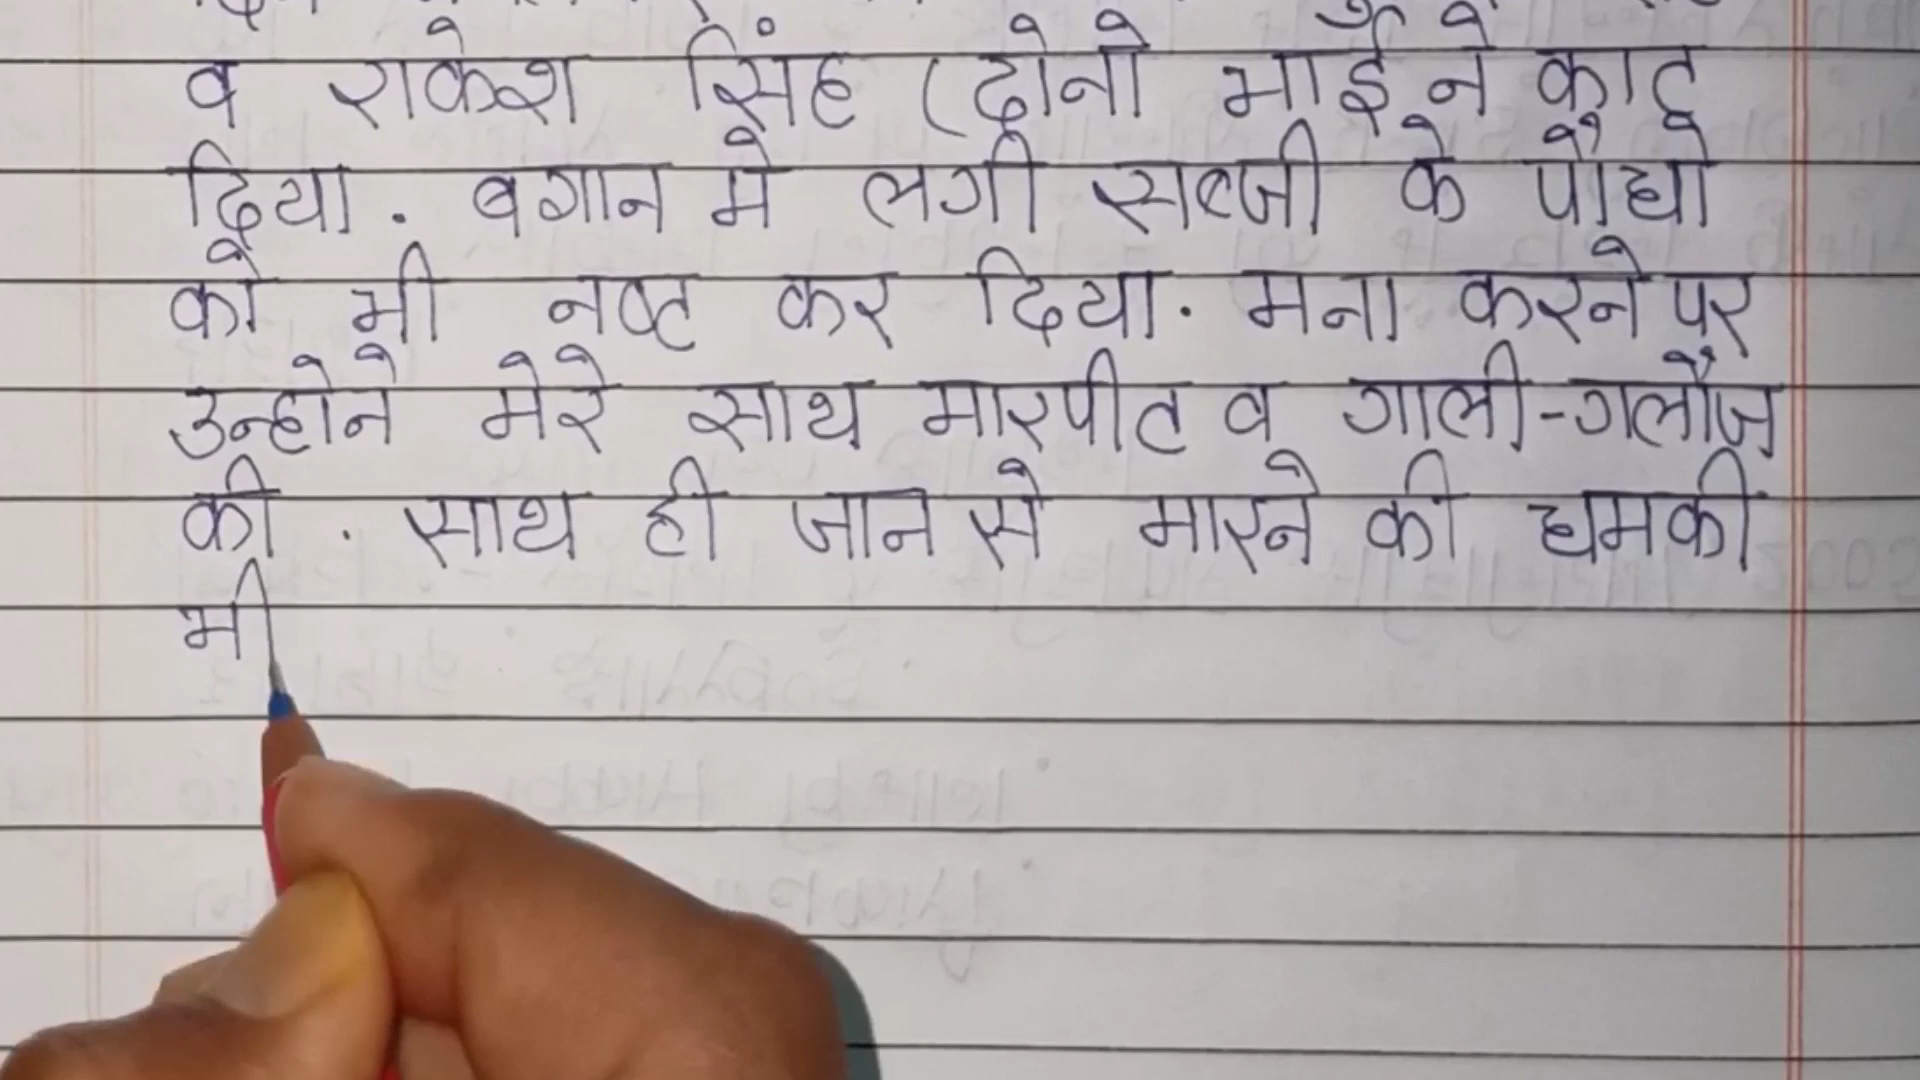 व राकेश सिंह (दोनो भाई ने काट
दिया. बगान मे लगी सब्जी के पौधो
को भी नष्ट कर दिया. मना करने पर
उन्होने मेरे साथ मारपीट व गाली-गलौज
की . साथ ही जान से मारने की धमकी
भी